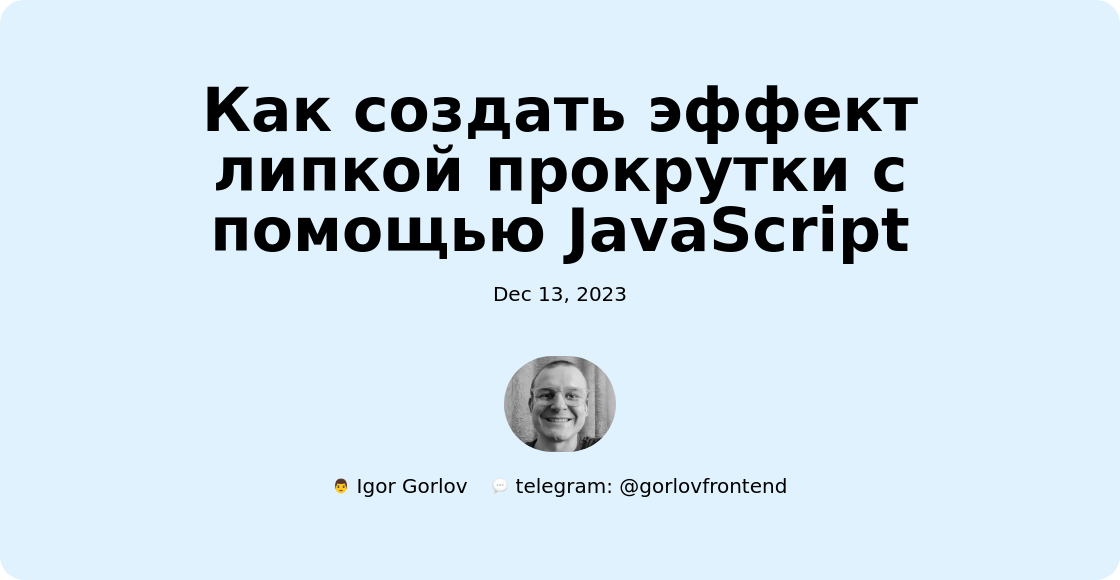 Как создать эффект
липкой прокрутки с
помощью JavaScript
Dec 13, 2023
Igor Gorlov
telegram: @gorlovfrontend